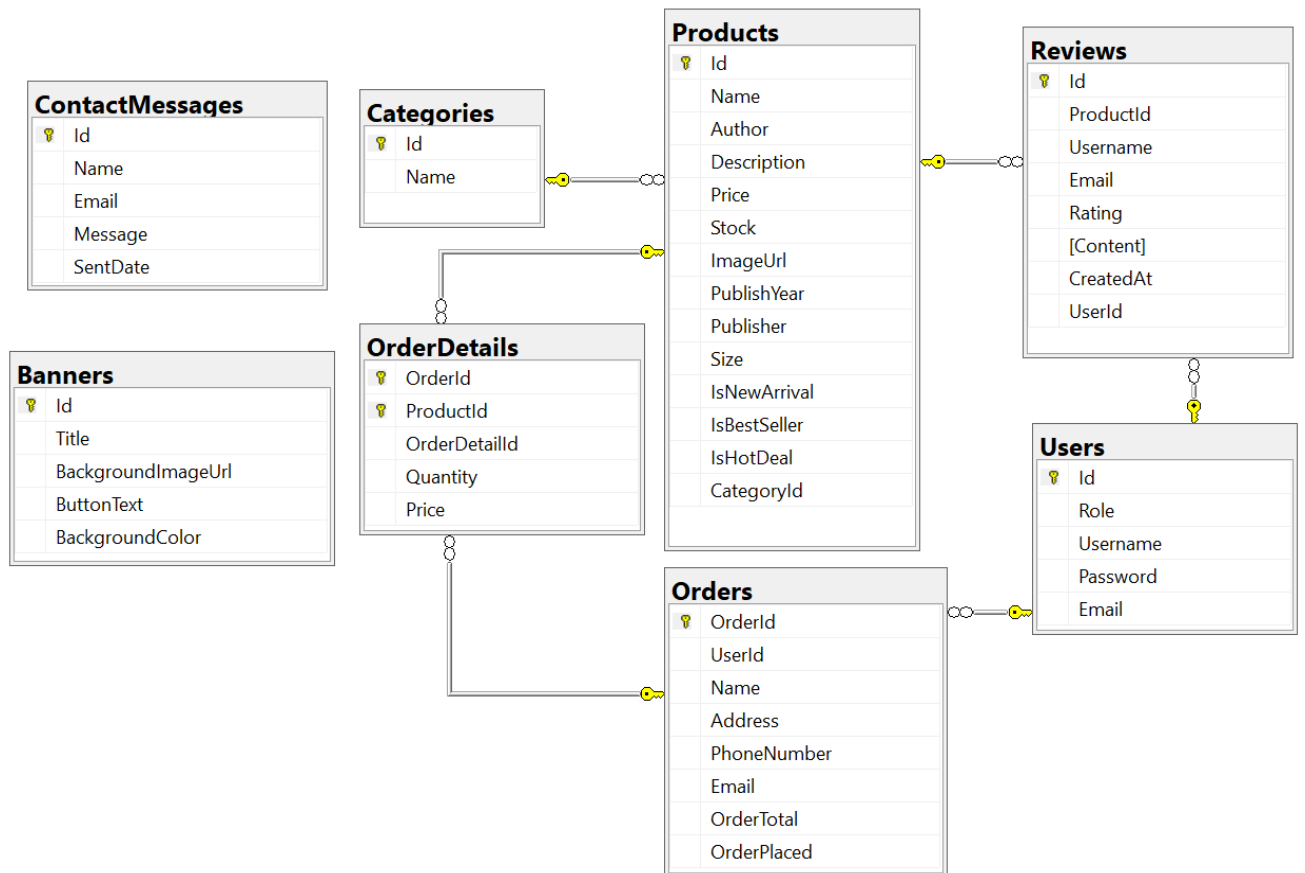 ContactMessages
Id
Name
Email
Message
SentDate
Banners
Id
Title
BackgroundImageUrl
ButtonText
BackgroundColor
Categories
Id
Name
OrderDetails
OrderId
ProductId
OrderDetailId
Quantity
Price
Products
Id
Name
Author
Description
Price
Stock
ImageUrl
PublishYear
Publisher
Size
IsNewArrival
IsBestSeller
IsHotDeal
CategoryId
Orders
OrderId
UserId
Name
Address
PhoneNumber
Email
OrderTotal
OrderPlaced
Reviews
Id
ProductId
Username
Email
Rating
[Content]
CreatedAt
UserId
Users
Id
Role
Username
Password
Email